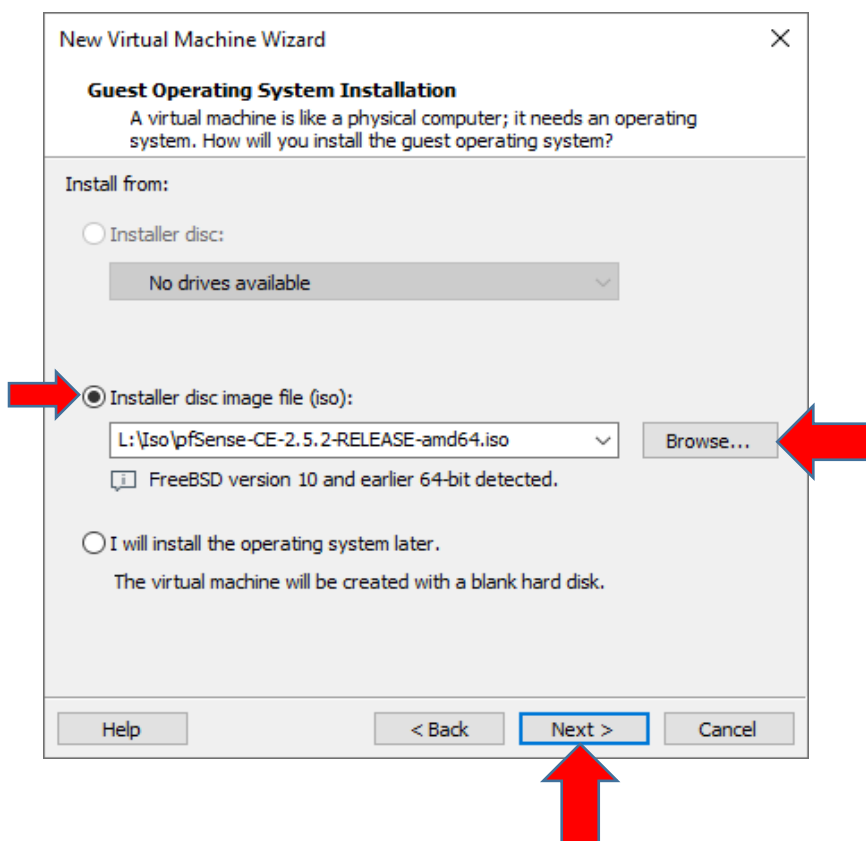 New Virtual Machine Wizard
Guest Operating System Installation
A virtual machine is like a physical computer; it needs an operating
system. How will you install the guest operating system?
Install from:
Installer disc:
No drives available
Installer disc image file (iso):
L:\Iso\pfSense-CE-2.5.2-RELEASE-amd64.iso
Browse...
FreeBSD version 10 and earlier 64-bit detected.
I will install the operating system later.
The virtual machine will be created with a blank hard disk.
Help
< Back
Next >
Cancel